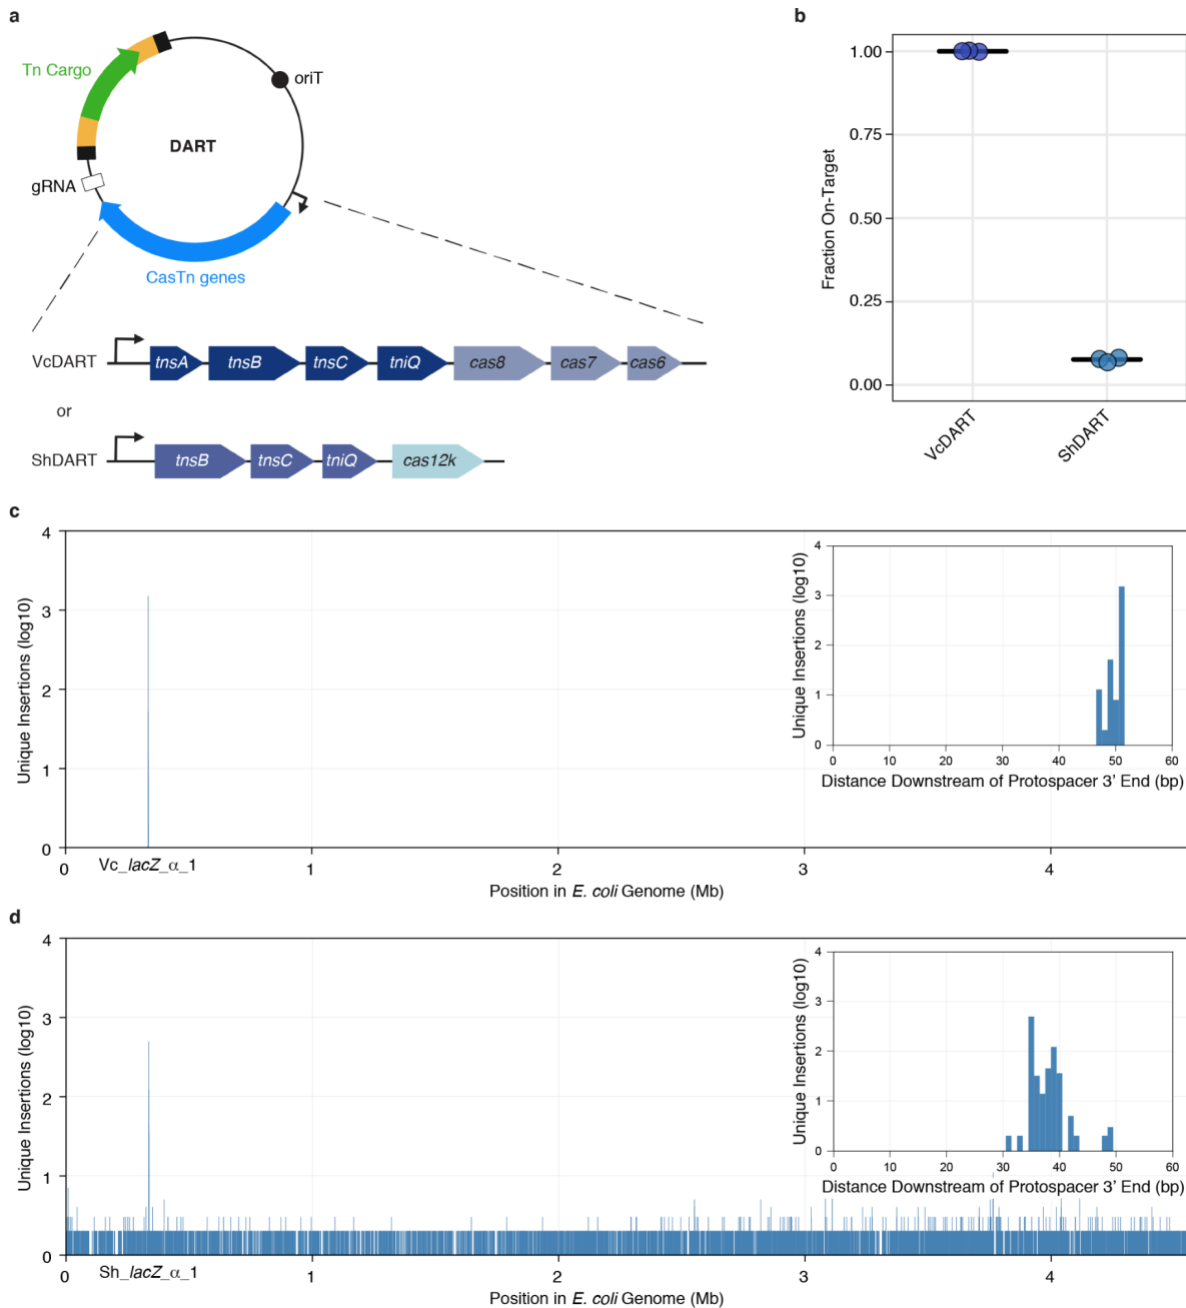 a
Tn Cargo
oriT
DART
gRNA
CasTn genes
VcDART
tnsA
tnsB
tnsC
tniQ
cas8
cas7
cas6
or
ShDART
tnsB
tnsC
tniQ
cas12k
b
Fraction On-Target
1.00
0.75
0.50
0.25
0.00
VcDART
ShDART
c
Unique Insertions (log10)
4
3
2
1
0
0
Vc_lacZ_α_1
1
2
3
4
Position in E. coli Genome (Mb)
Unique Insertions (log10)
4
3
2
1
0
0
10
20
30
40
50
60
Distance Downstream of Protospacer 3' End (bp)
d
Unique Insertions (log10)
4
3
2
1
0
0
Sh_lacZ_α_1
1
2
3
4
Position in E. coli Genome (Mb)
Unique Insertions (log10)
4
3
2
1
0
0
10
20
30
40
50
60
Distance Downstream of Protospacer 3' End (bp)